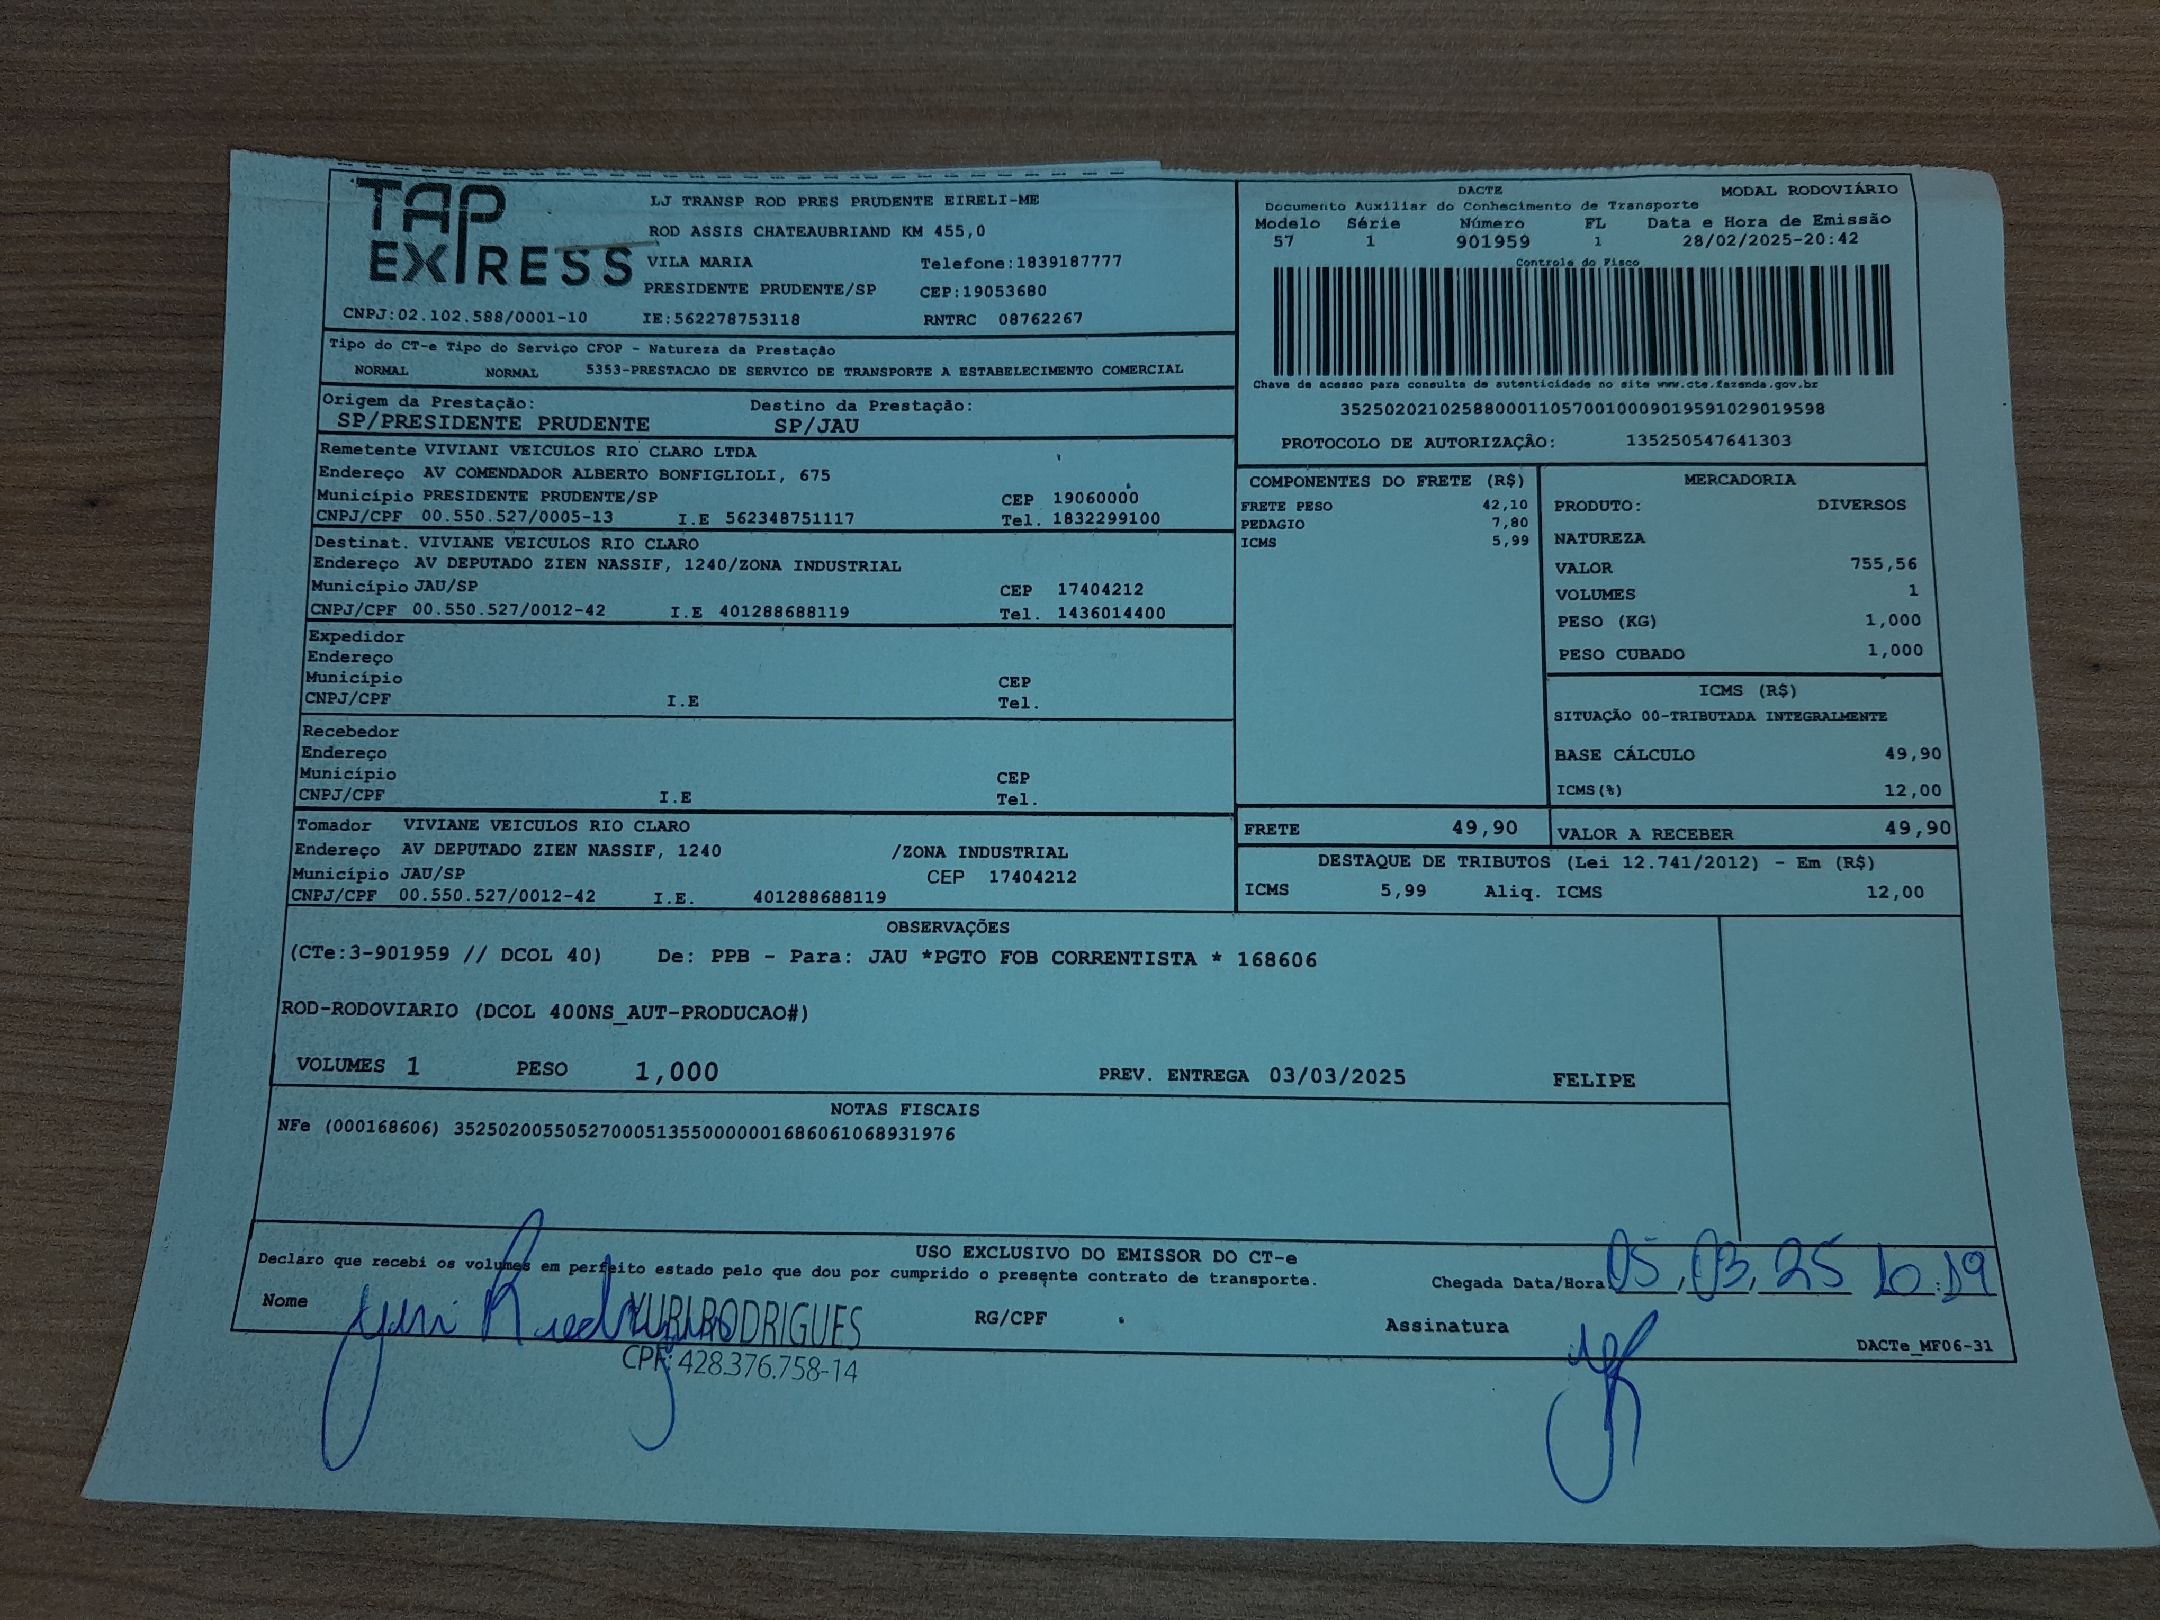 TAP EXPRESS
LJ TRANSP ROD PRES PRUDENTE EIRELI-ME
ROD ASSIS CHATEAUBRIAND KM 455,0
VILA MARIA Telefone:1839187777
PRESIDENTE PRUDENTE/SP CEP:19053680
CNPJ:02.102.588/0001-10 IE:562278753118 RNTRC 08762267
DACTE MODAL RODOVIÁRIO
Documento Auxiliar do Conhecimento de Transporte
Modelo Série Número FL Data e Hora de Emissão
57 1 901959 1 28/02/2025-20:42
Controle do Fisco
Chave de acesso para consulta de autenticidade no site www.cte.fazenda.gov.br
35250202102588000110570010009019591029019598
PROTOCOLO DE AUTORIZAÇÃO: 135250547641303
Tipo do CT-e Tipo do Serviço CFOP - Natureza da Prestação
NORMAL NORMAL 5353-PRESTACAO DE SERVICO DE TRANSPORTE A ESTABELECIMENTO COMERCIAL
Origem da Prestação: Destino da Prestação:
SP/PRESIDENTE PRUDENTE SP/JAU
Remetente VIVIANI VEICULOS RIO CLARO LTDA
Endereço AV COMENDADOR ALBERTO BONFIGLIOLI, 675
Município PRESIDENTE PRUDENTE/SP CEP 19060000
CNPJ/CPF 00.550.527/0005-13 I.E 562348751117 Tel. 1832299100
Destinat. VIVIANE VEICULOS RIO CLARO
Endereço AV DEPUTADO ZIEN NASSIF, 1240/ZONA INDUSTRIAL
Município JAU/SP CEP 17404212
CNPJ/CPF 00.550.527/0012-42 I.E 401288688119 Tel. 1436014400
Expedidor
Endereço
Município CEP
CNPJ/CPF I.E Tel.
Recebedor
Endereço
Município CEP
CNPJ/CPF I.E Tel.
Tomador VIVIANE VEICULOS RIO CLARO
Endereço AV DEPUTADO ZIEN NASSIF, 1240 /ZONA INDUSTRIAL
Município JAU/SP CEP 17404212
CNPJ/CPF 00.550.527/0012-42 I.E. 401288688119
COMPONENTES DO FRETE (R$)
FRETE PESO 42,10
PEDAGIO 7,80
ICMS 5,99
MERCADORIA
PRODUTO: DIVERSOS
NATUREZA
VALOR 755,56
VOLUMES 1
PESO (KG) 1,000
PESO CUBADO 1,000
ICMS (R$)
SITUAÇÃO 00-TRIBUTADA INTEGRALMENTE
BASE CÁLCULO 49,90
ICMS(%) 12,00
FRETE 49,90 VALOR A RECEBER 49,90
DESTAQUE DE TRIBUTOS (Lei 12.741/2012) - Em (R$)
ICMS 5,99 Aliq. ICMS 12,00
OBSERVAÇÕES
(CTe:3-901959 // DCOL 40) De: PPB - Para: JAU *PGTO FOB CORRENTISTA * 168606
ROD-RODOVIARIO (DCOL 400NS_AUT-PRODUCAO#)
VOLUMES 1 PESO 1,000 PREV. ENTREGA 03/03/2025 FELIPE
NOTAS FISCAIS
NFe (000168606) 35250200550527000513550000001686061068931976
USO EXCLUSIVO DO EMISSOR DO CT-e
Declaro que recebi os volumes em perfeito estado pelo que dou por cumprido o presente contrato de transporte.
Chegada Data/Hora 05,03,25 10:19
Nome Yuri Rodrigues YURI RODRIGUES RG/CPF Assinatura
CPF: 428.376.758-14
DACTe_MF06-31